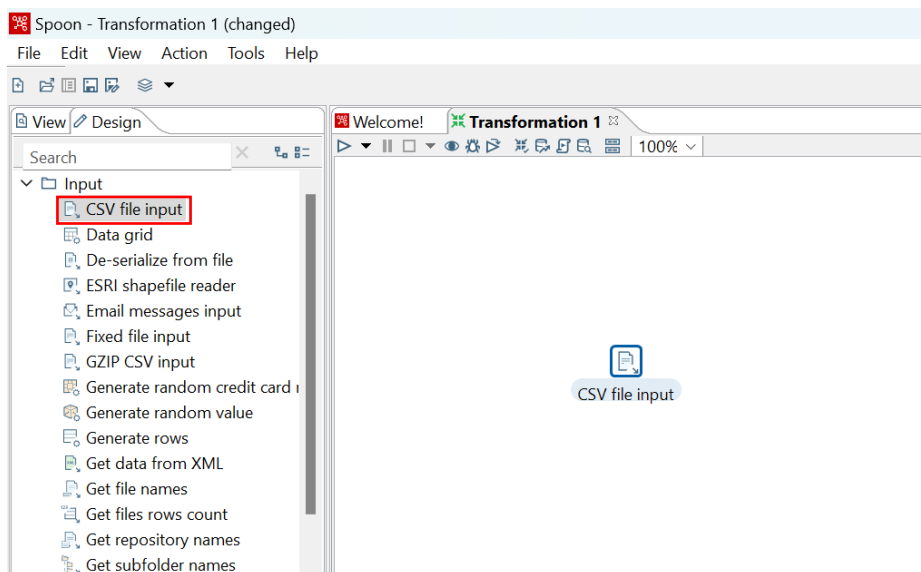 Spoon - Transformation 1 (changed)
File Edit View Action Tools Help
View Design
Search
Input
CSV file input
Data grid
De-serialize from file
ESRI shapefile reader
Email messages input
Fixed file input
GZIP CSV input
Generate random credit card
Generate random value
Generate rows
Get data from XML
Get file names
Get files rows count
Get repository names
Get subfolder names
Welcome! Transformation 1
100%
CSV file input